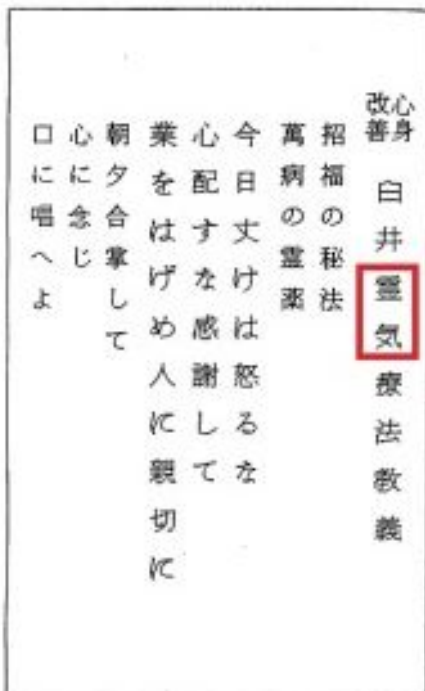 心身改善 臼井霊気療法教義
招福の秘法
萬病の霊薬
今日丈けは怒るな
心配すな感謝して
業をはげめ人に親切に
朝夕合掌して
心に念じ
口に唱へよ